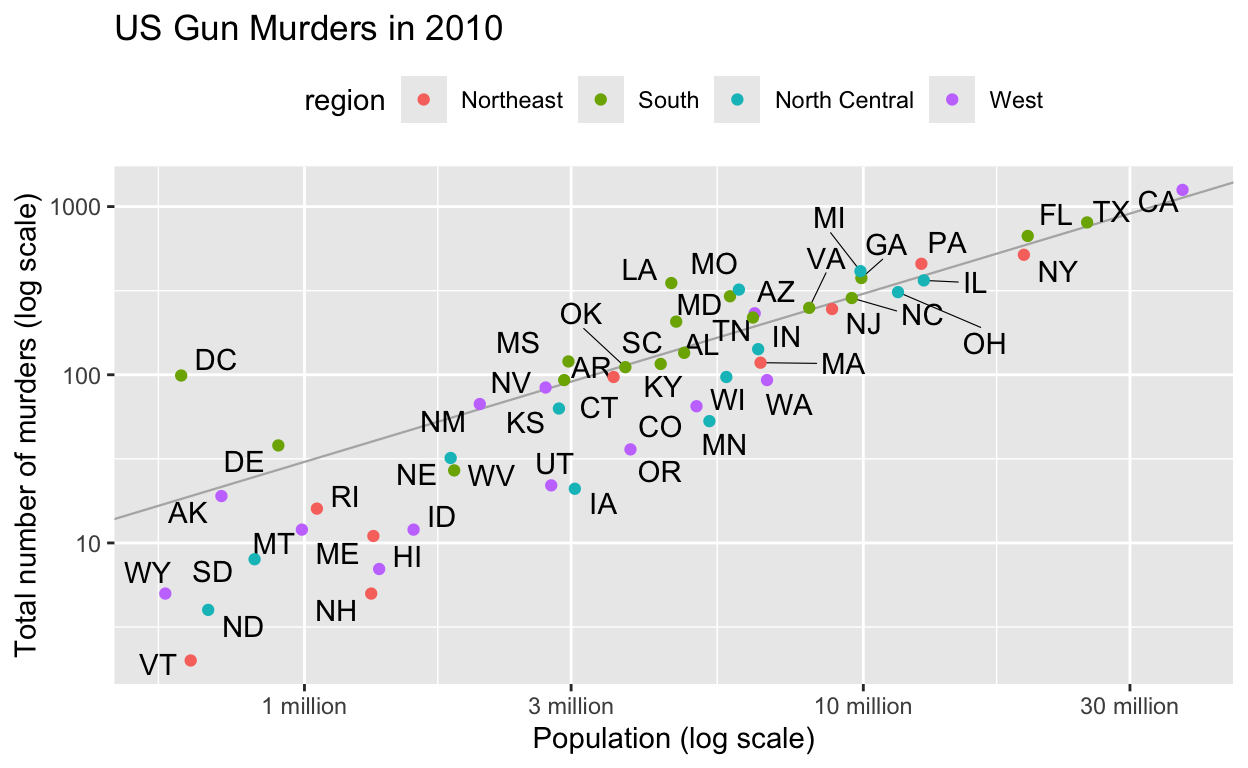 US Gun Murders in 2010
region Northeast South North Central West
Total number of murders (log scale)
1000
100
10
CA
TX
FL
NY
MI
GA
PA
VA
IL
LA
MO
AZ
MD
NC
NJ
OH
OK
TN
IN
SC
AL
MS
MA
DC
AR
NV
KY
WI
WA
CT
KS
NM
CO
MN
DE
UT
OR
NE
WV
RI
IA
AK
ID
MT
ME
HI
WY
SD
NH
ND
VT
1 million
3 million
10 million
30 million
Population (log scale)